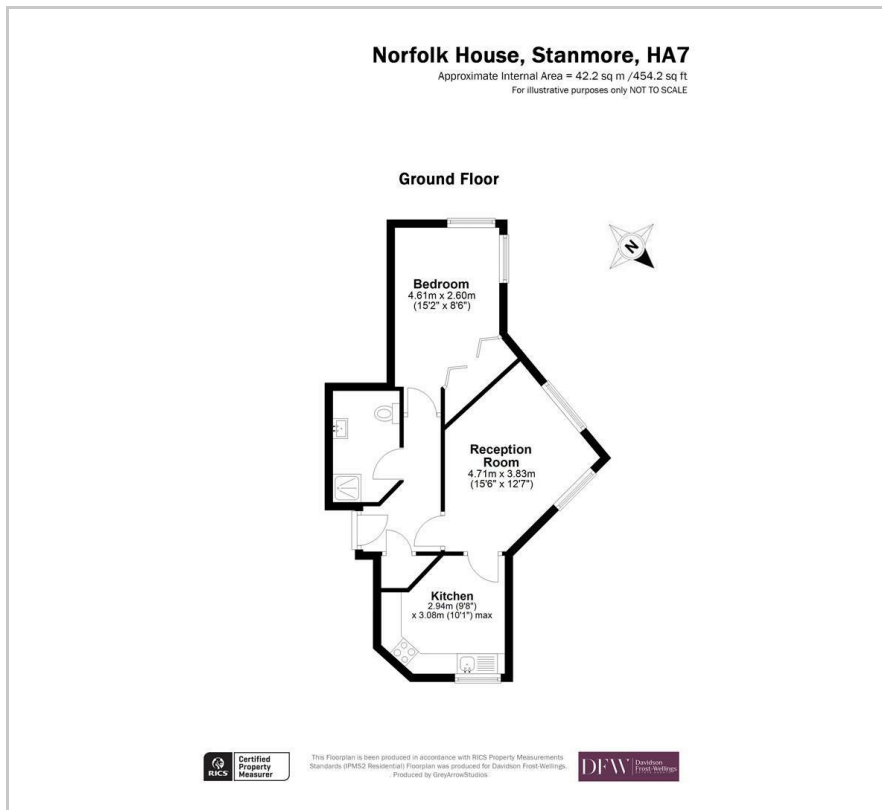 Norfolk House, Stanmore, HA7
Approximate Internal Area = 42.2 sq m /454.2 sq ft
For illustrative purposes only NOT TO SCALE
Ground Floor
N
Bedroom
4.61m x 2.60m
(15'2" x 8'6")
Reception
Room
4.71m x 3.83m
(15'6" x 12'7")
Kitchen
2.94m (9'8")
x 3.08m (10'1") max
RICS
Certified
Property
Measurer
This Floorplan is been produced in accordance with RICS Property Measurements
Standards (IPMS2 Residential) Floorplan was produced for Davidson Frost-Wellings.
. Produced by GreyArrowStudios
DFW
Davidson
Frost-Wellings